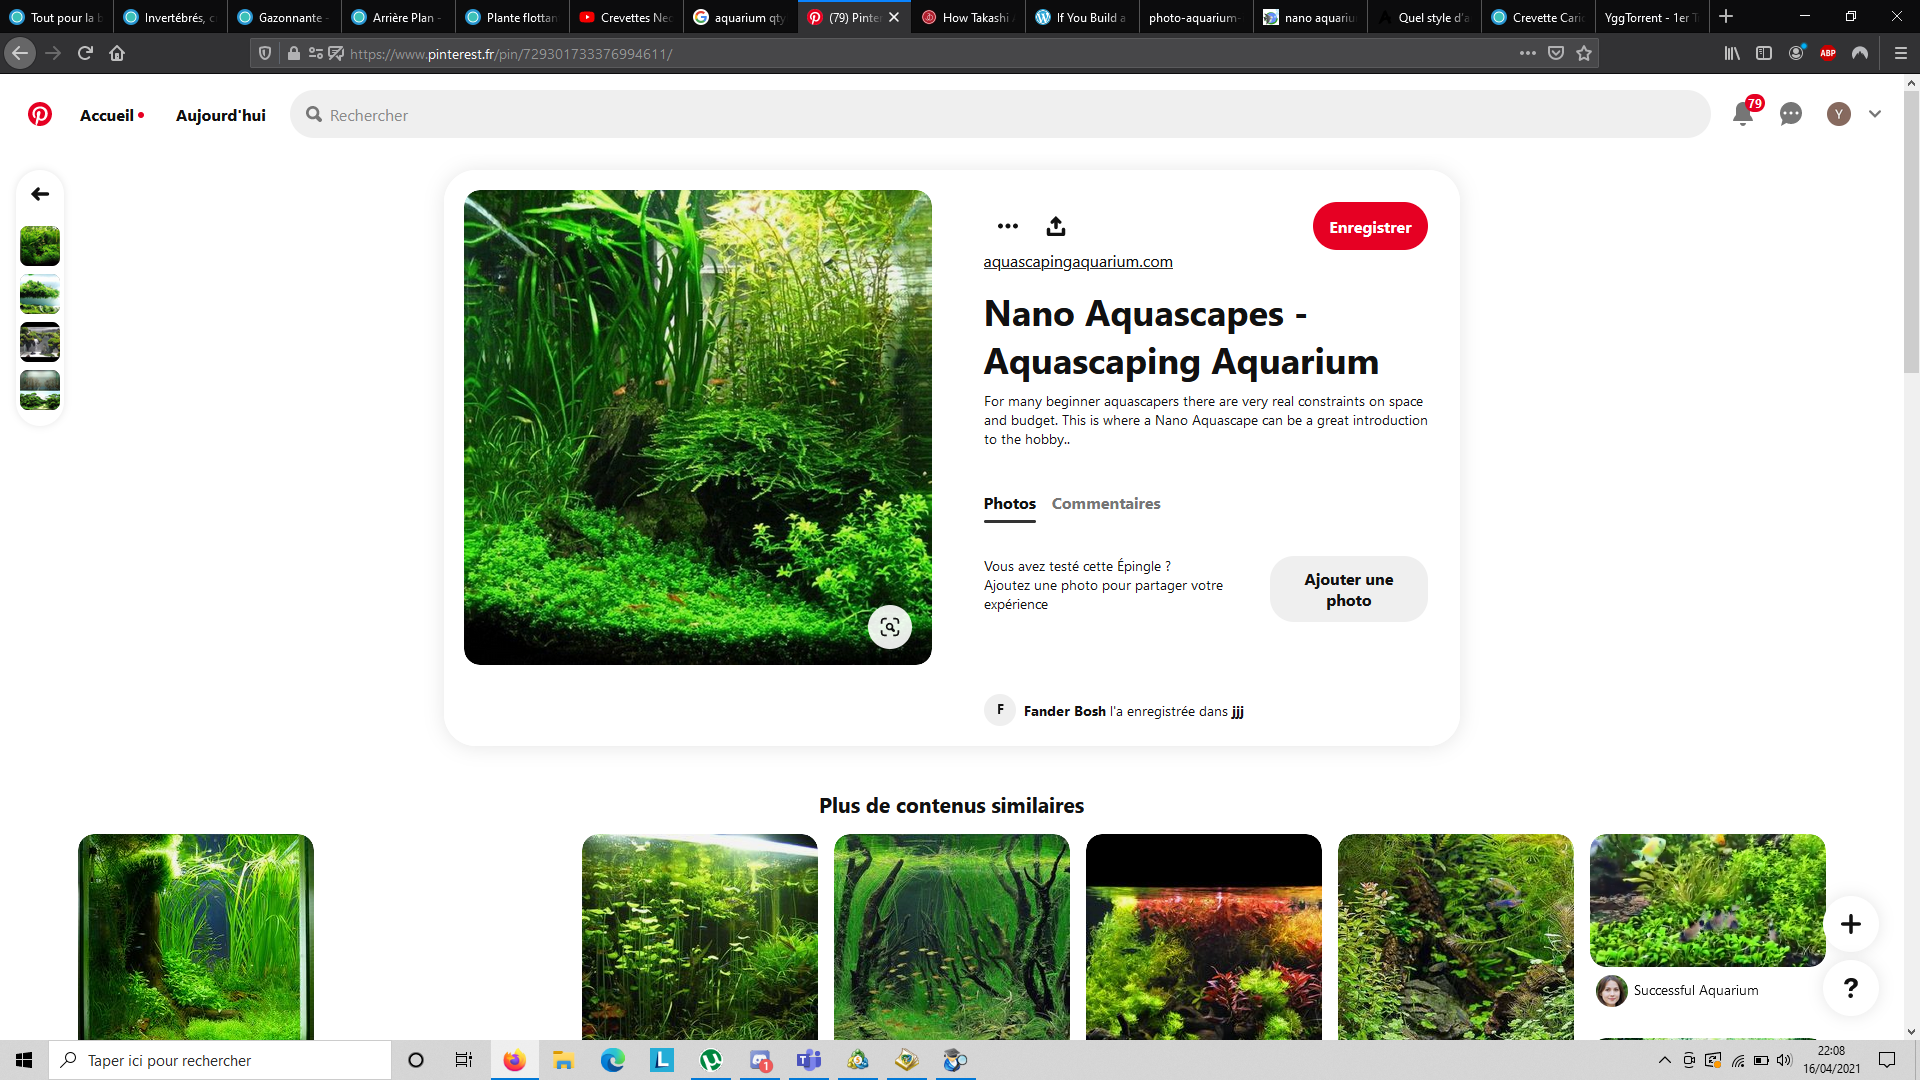 Tout pour la b
Invertébrés, c
Gazonnante -
Arrière Plan -
Plante flottan
Crevettes Neo
aquarium qty
(79) Pinte
How Takashi A
If You Build a
photo-aquarium-
nano aquariu
Quel style d'a
Crevette Cari
YggTorrent - 1er T
https://www.pinterest.fr/pin/729301733376994611/
ABP
Accueil
Aujourd'hui
Rechercher
79
Y
Enregistrer
aquascapingaquarium.com
Nano Aquascapes -
Aquascaping Aquarium
For many beginner aquascapers there are very real constraints on space
and budget. This is where a Nano Aquascape can be a great introduction
to the hobby..
Photos
Commentaires
Vous avez testé cette Épingle ?
Ajoutez une photo pour partager votre
expérience
Ajouter une
photo
F
Fander Bosh l'a enregistrée dans jjj
Plus de contenus similaires
Successful Aquarium
?
Taper ici pour rechercher
L
1
22:08
16/04/2021